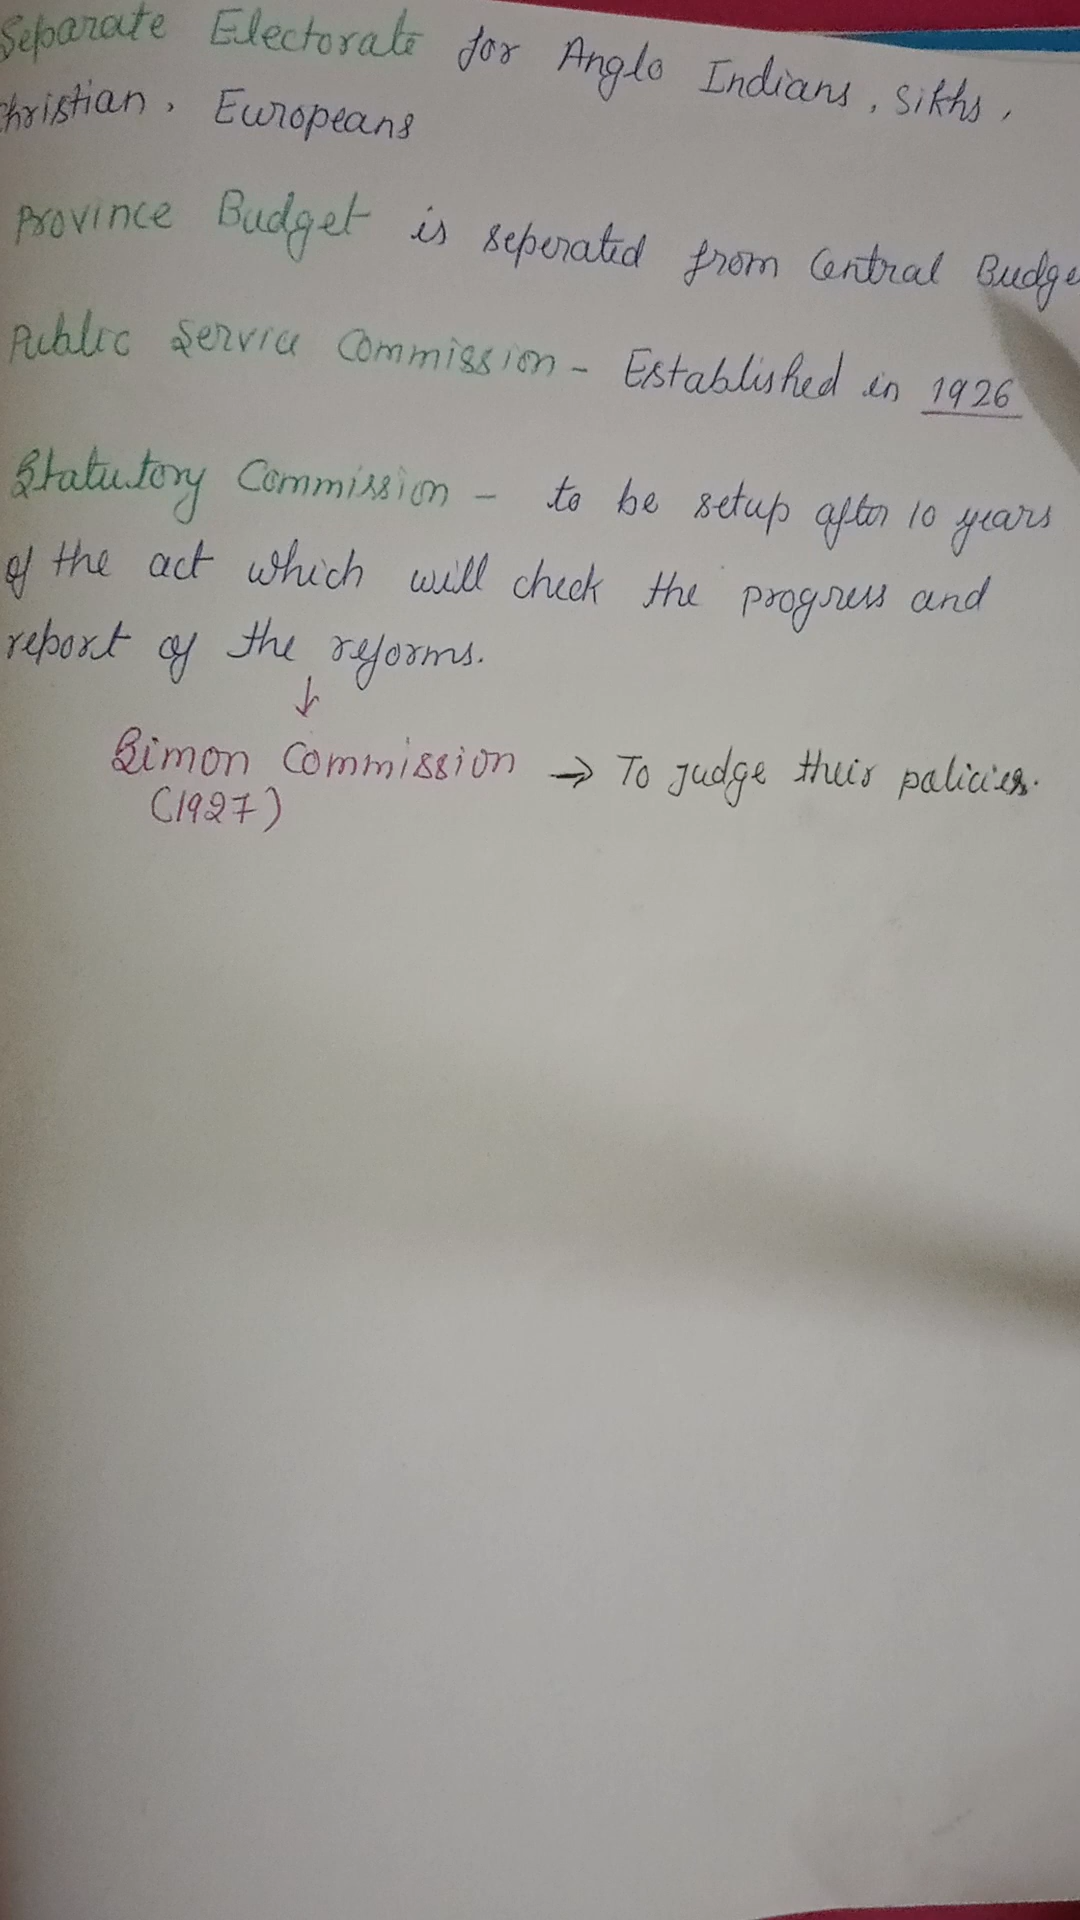 Separate Electorate for Anglo Indians, Sikhs,
Christian, Europeans
Province Budget is seperated from Central Budge
Public Service Commission - Established in 1926
Statutory Commission - to be setup after 10 years
of the act which will check the progress and
report of the reforms.
↓
Simon Commission → To judge their policies.
(1927)